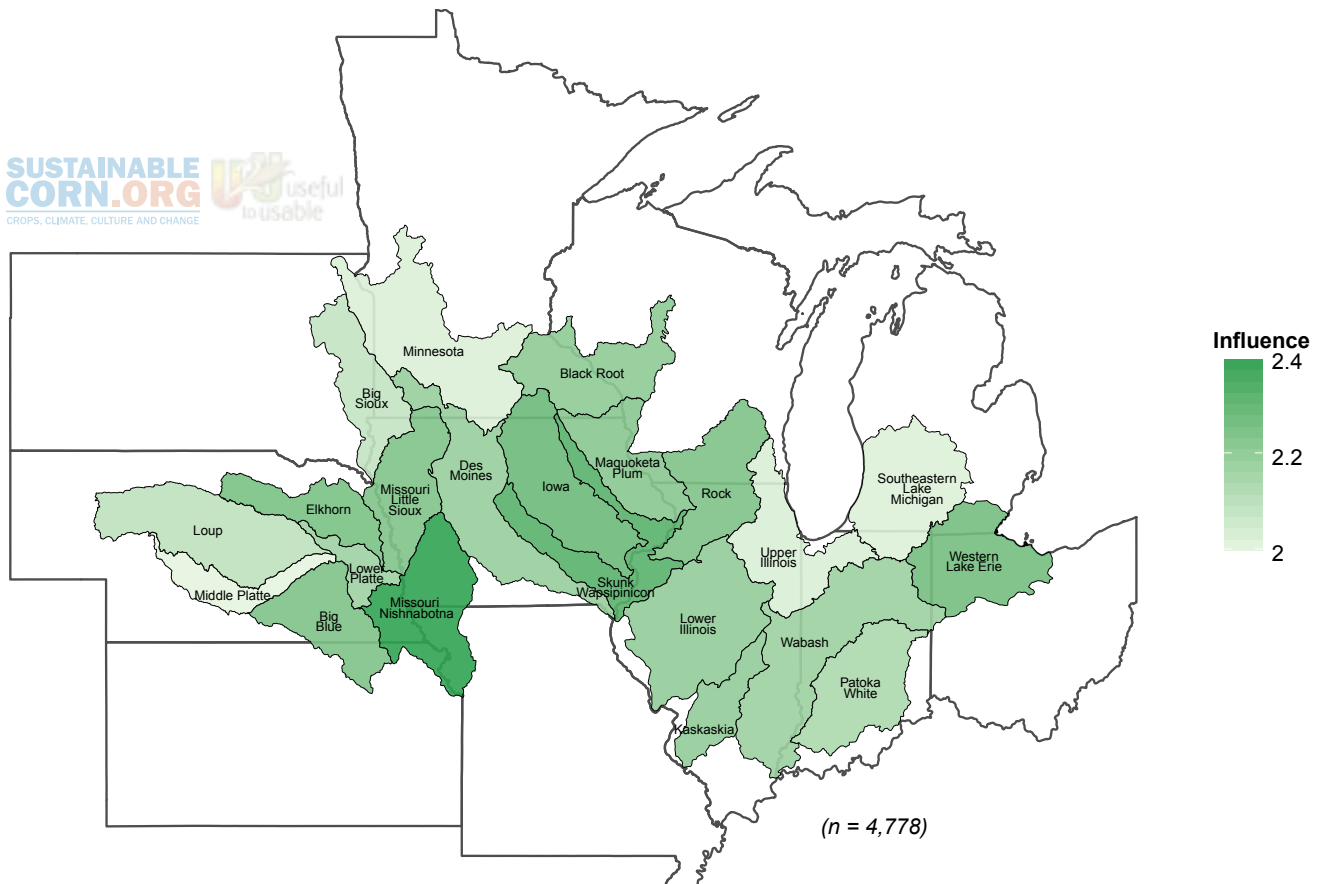 SUSTAINABLE
CORN.ORG
CROPS, CLIMATE, CULTURE AND CHANGE
U2U useful
to usable
Minnesota
Black Root
Big
Sioux
Des
Moines
Maquoketa
Plum
Iowa
Rock
Southeastern
Lake
Michigan
Missouri
Little
Sioux
Elkhorn
Loup
Lower
Platte
Middle Platte
Missouri
Nishnabotna
Big
Blue
Skunk
Wapsipinicon
Upper
Illinois
Western
Lake Erie
Lower
Illinois
Wabash
Patoka
White
Kaskaskia
(n = 4,778)
Influence
2.4
2.2
2